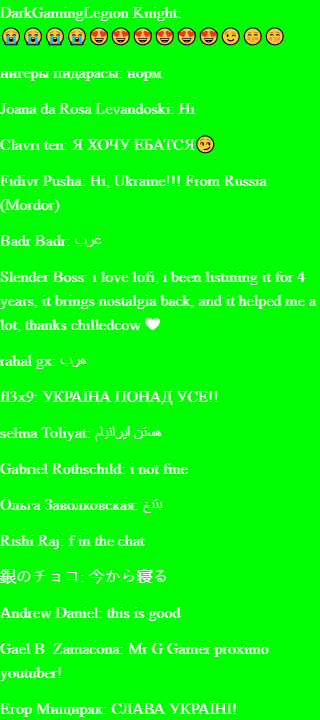 DarkGamingLegion Knight:
😭😭😭😭😍😍😍😍😍😍😉😚😚
нигеры пидарасы: норм
Joana da Rosa Levandoski: Hi
Clavri ten: Я ХОЧУ ЕБАТСЯ😏
Fidivr Pusha: Hi, Ukraine!!! From Russia
(Mordor)
Badr Badr: عرب
Slender Boss: i love lofi, i been listining it for 4
years, it brings nostalgia back, and it helped me a
lot, thanks chilledcow 🤍
rahal gx: هرب
fl3x9: УКРАЇНА ПОНАД УСЕ!!
selina Toliyat: هستن ایرانیلم
Gabriel Rothschild: i not fine
Ольга Заволковская: يتبغ
Rishi Raj: f in the chat
銀のチョコ: 今から寝る
Andrew Daniel: this is good
Gael B. Zamacona: Mr G Gamer proximo
youtuber!
Егор Мищиряк: СЛАВА УКРАЇНІ!